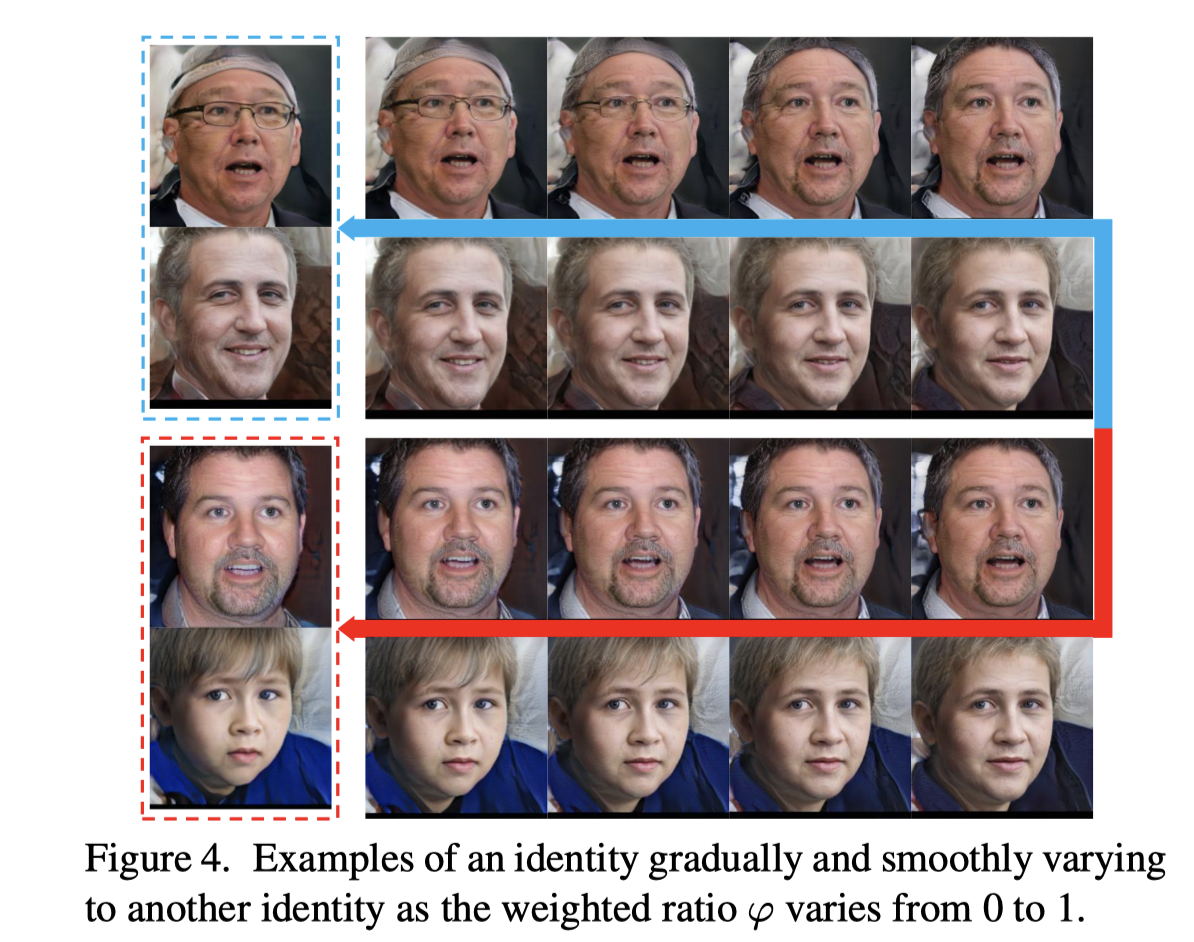 Figure 4. Examples of an identity gradually and smoothly varying
to another identity as the weighted ratio φ varies from 0 to 1.